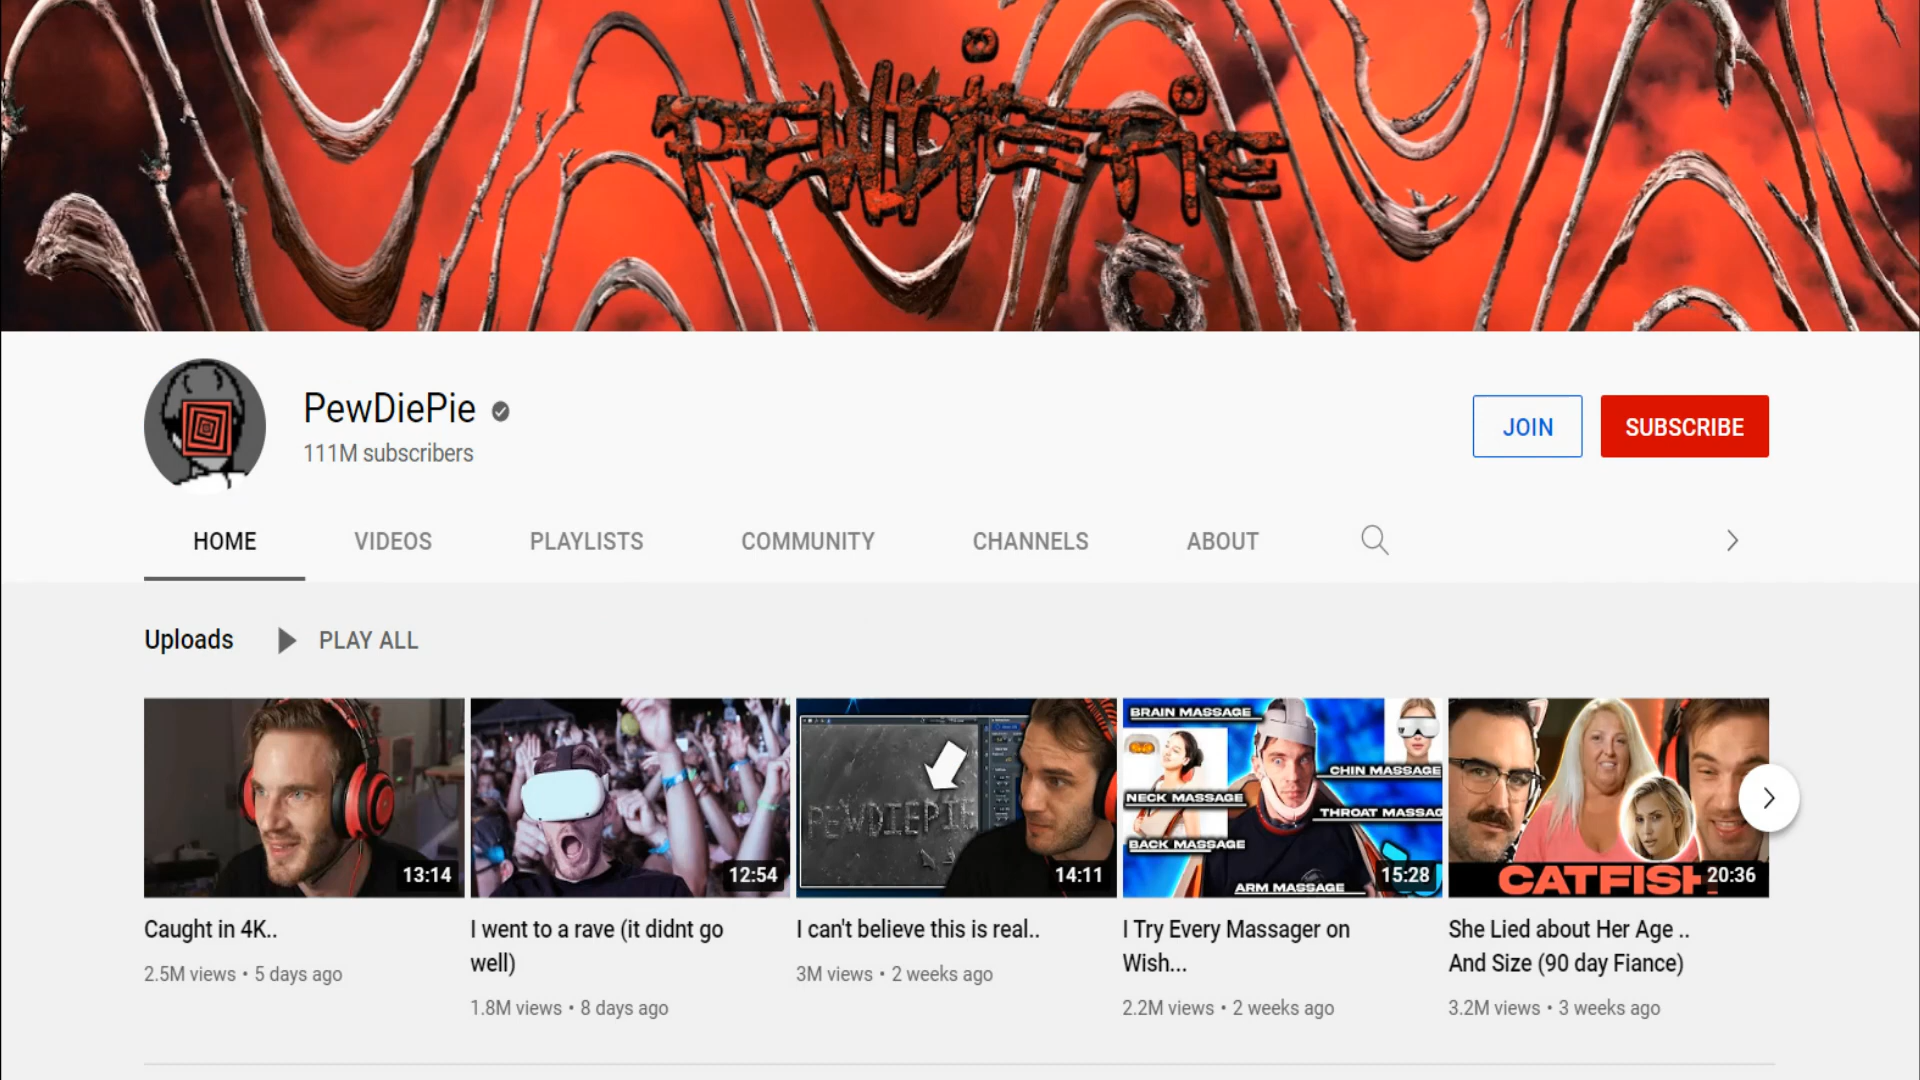 PEWDiEPiE
PewDiePie
111M subscribers
JOIN
SUBSCRIBE
HOME
VIDEOS
PLAYLISTS
COMMUNITY
CHANNELS
ABOUT
Uploads
PLAY ALL
13:14
12:54
PEWDIEPIE
14:11
BRAIN MASSAGE
CHIN MASSAGE
NECK MASSAGE
THROAT MASSAG
BACK MASSAGE
ARM MASSAGE
15:28
CATFISH
20:36
Caught in 4K..
2.5M views • 5 days ago
I went to a rave (it didnt go
well)
1.8M views • 8 days ago
I can't believe this is real..
3M views • 2 weeks ago
I Try Every Massager on
Wish...
2.2M views • 2 weeks ago
She Lied about Her Age ..
And Size (90 day Fiance)
3.2M views • 3 weeks ago